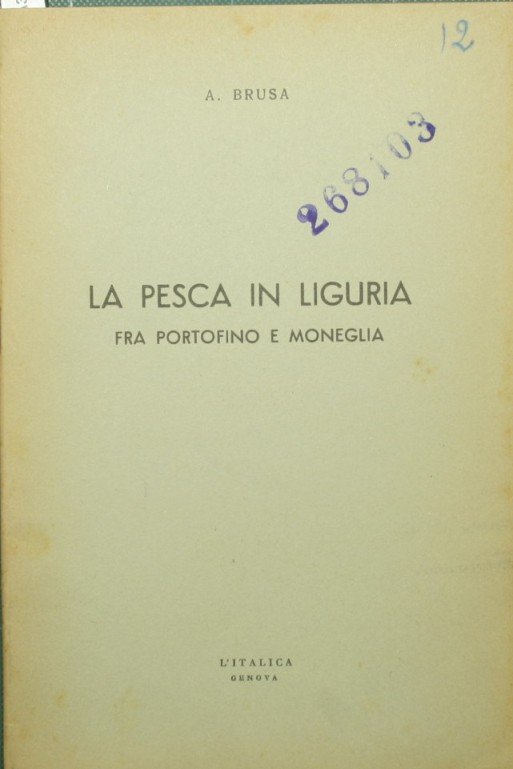 12
A. BRUSA
268103
LA PESCA IN LIGURIA
FRA PORTOFINO E MONEGLIA
L'ITALICA
GENOVA